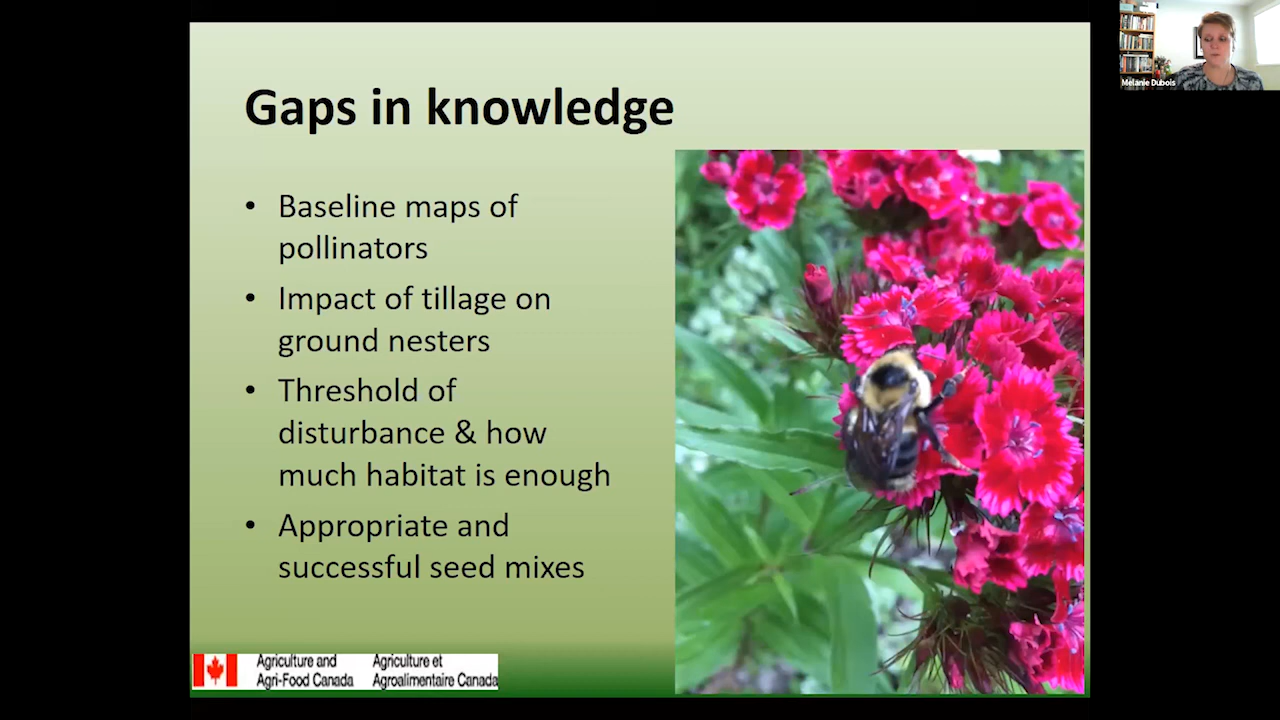 Gaps in knowledge
• Baseline maps of
pollinators
• Impact of tillage on
ground nesters
• Threshold of
disturbance & how
much habitat is enough
• Appropriate and
successful seed mixes
Agriculture and
Agri-Food Canada
Agriculture et
Agroalimentaire Canada
Melanie Dubois